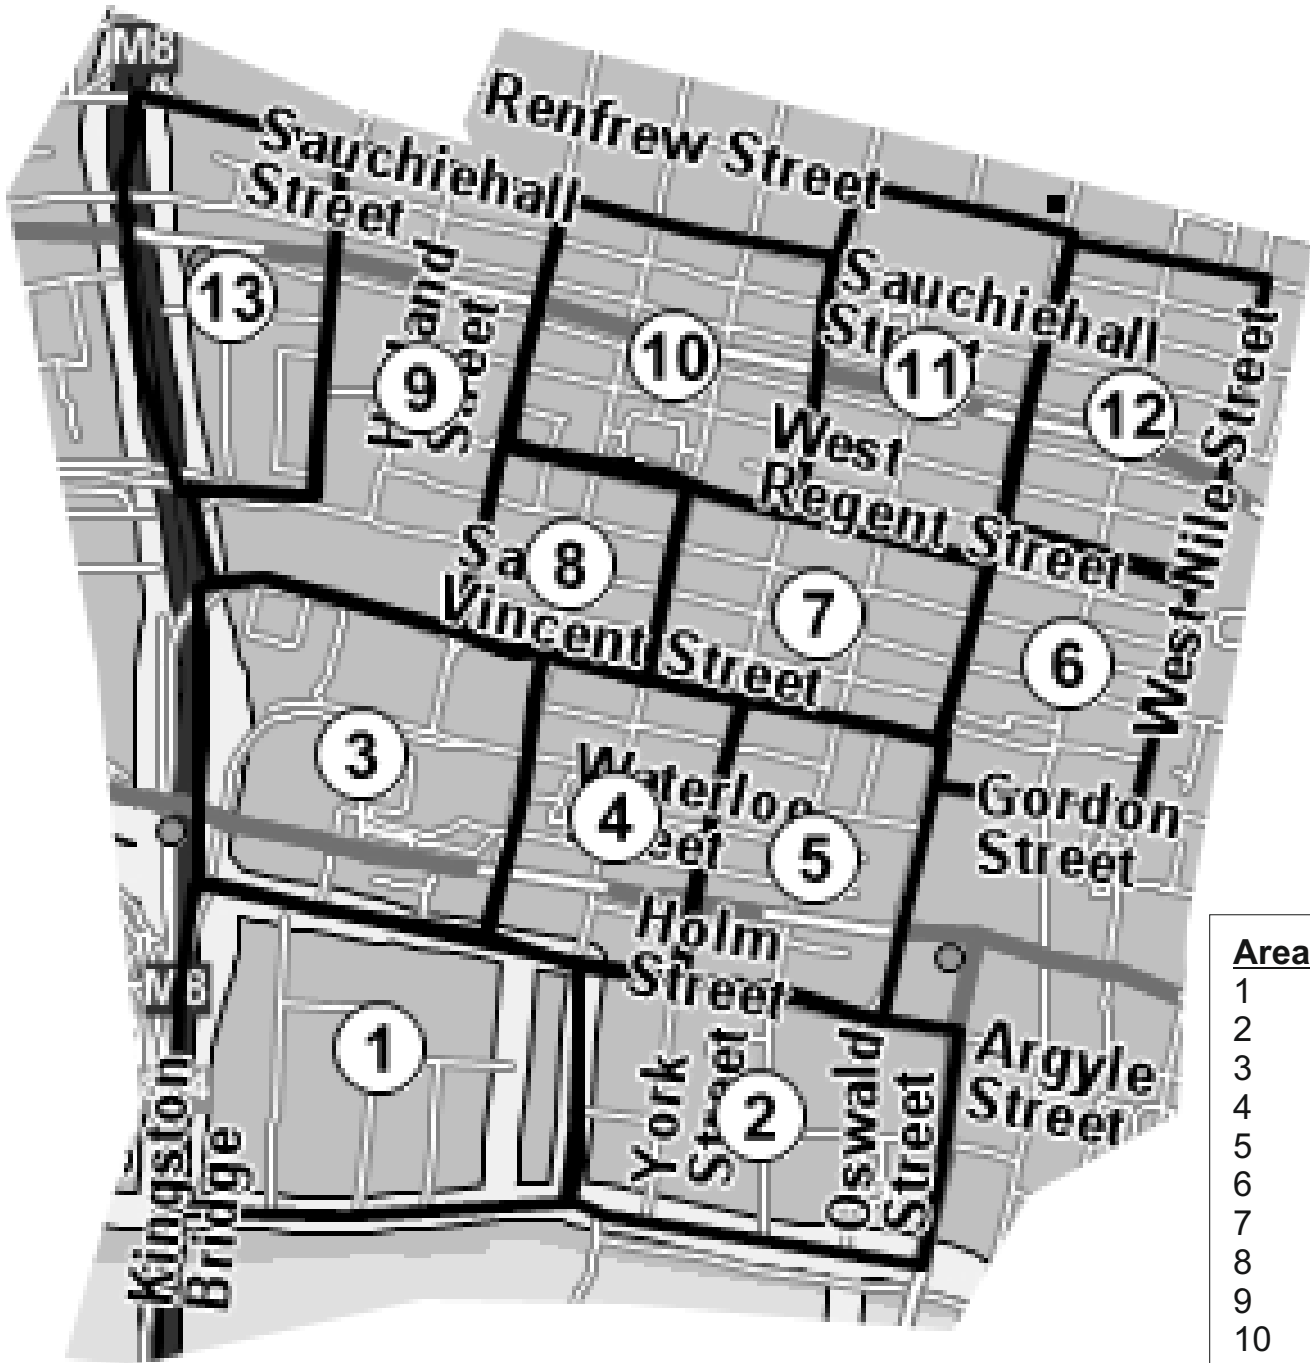 M8
Renfrew Street
Sauchiehall
Street
Sauchiehall
13
9
Street
10
11
12
West
Regent Street
West Nile Street
8
Vincent Street
7
6
3
Waterloo
4
5
Gordon
Street
Holm
Street
M8
1
York
Street
2
Oswald
Street
Argyle
Street
Kingston
Bridge
Area
1
2
3
4
5
6
7
8
9
10